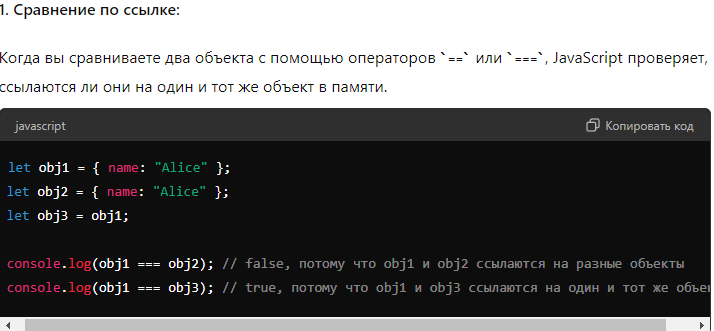 1. Сравнение по ссылке:
Когда вы сравниваете два объекта с помощью операторов `==` или `===`, JavaScript проверяет,
ссылаются ли они на один и тот же объект в памяти.
javascript
Копировать код
let obj1 = { name: "Alice" };
let obj2 = { name: "Alice" };
let obj3 = obj1;
console.log(obj1 === obj2); // false, потому что obj1 и obj2 ссылаются на разные объекты
console.log(obj1 === obj3); // true, потому что obj1 и obj3 ссылаются на один и тот же